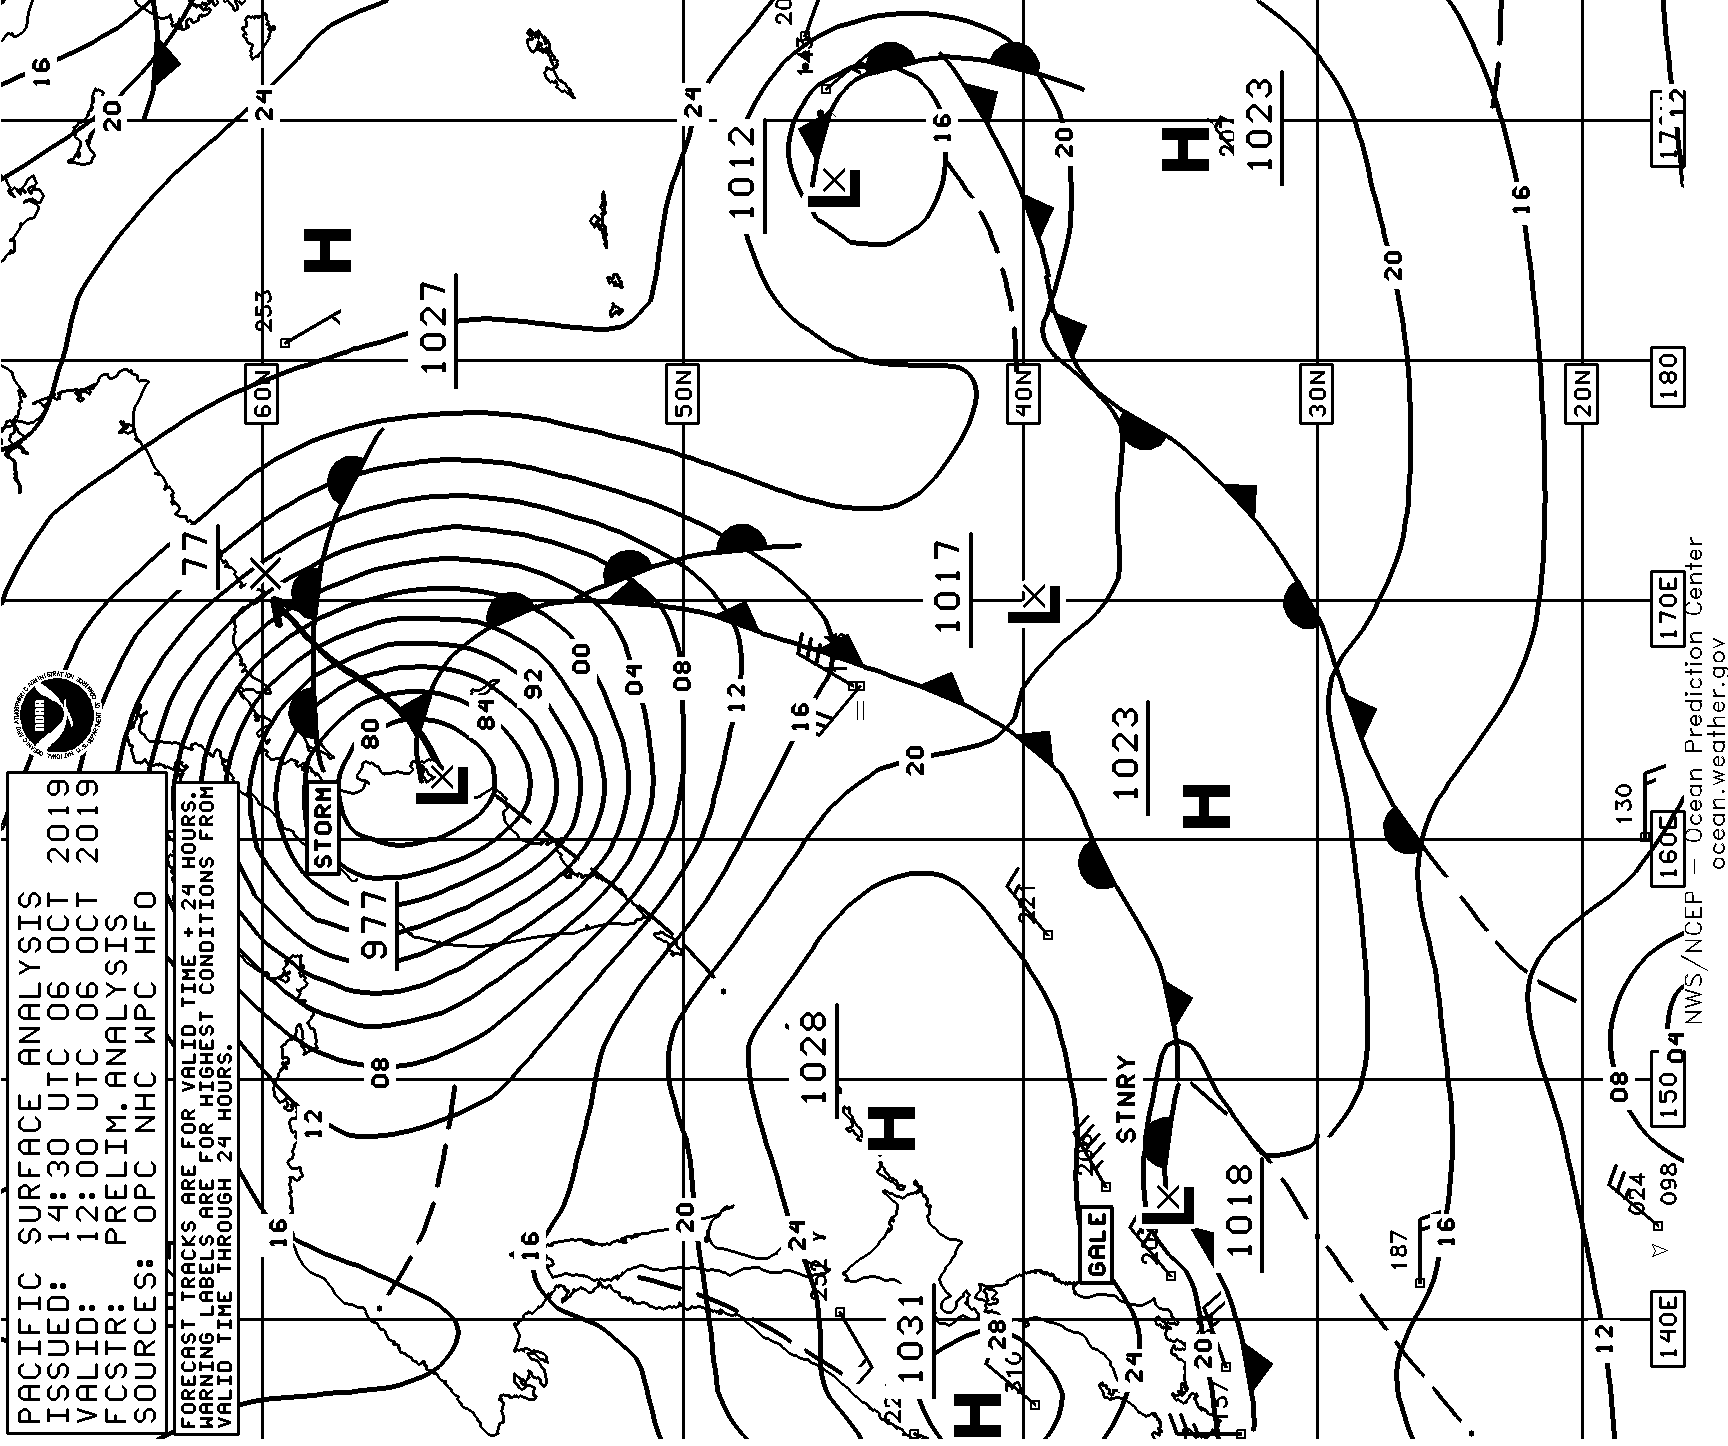 PACIFIC SURFACE ANALYSIS
ISSUED: 14:30 UTC 06 OCT 2019
VALID: 12:00 UTC 06 OCT 2019
FCSTR: PRELIM.ANALYSIS
SOURCES: OPC NHC WPC HFO
FORECAST TRACKS ARE FOR VALID TIME + 24 HOURS.
WARNING LABELS ARE FOR HIGHEST CONDITIONS FROM
VALID TIME THROUGH 24 HOURS.
NOAA
16
20
24
24
16
20
20
16
12
H
253
1027
1012
L
H
207
1023
60N
50N
40N
30N
20N
180
170E
160E
150
140E
77
1017
L
00
92
04
08
12
16
84
80
20
STORM
L
977
1023
H
130
221
08
12
16
16
20
24
1028
H
STNRY
GALE
L
1018
187
16
024
098
08
04
1031
H
28
24
20
12
NWS/NCEP – Ocean Prediction Center
ocean.weather.gov